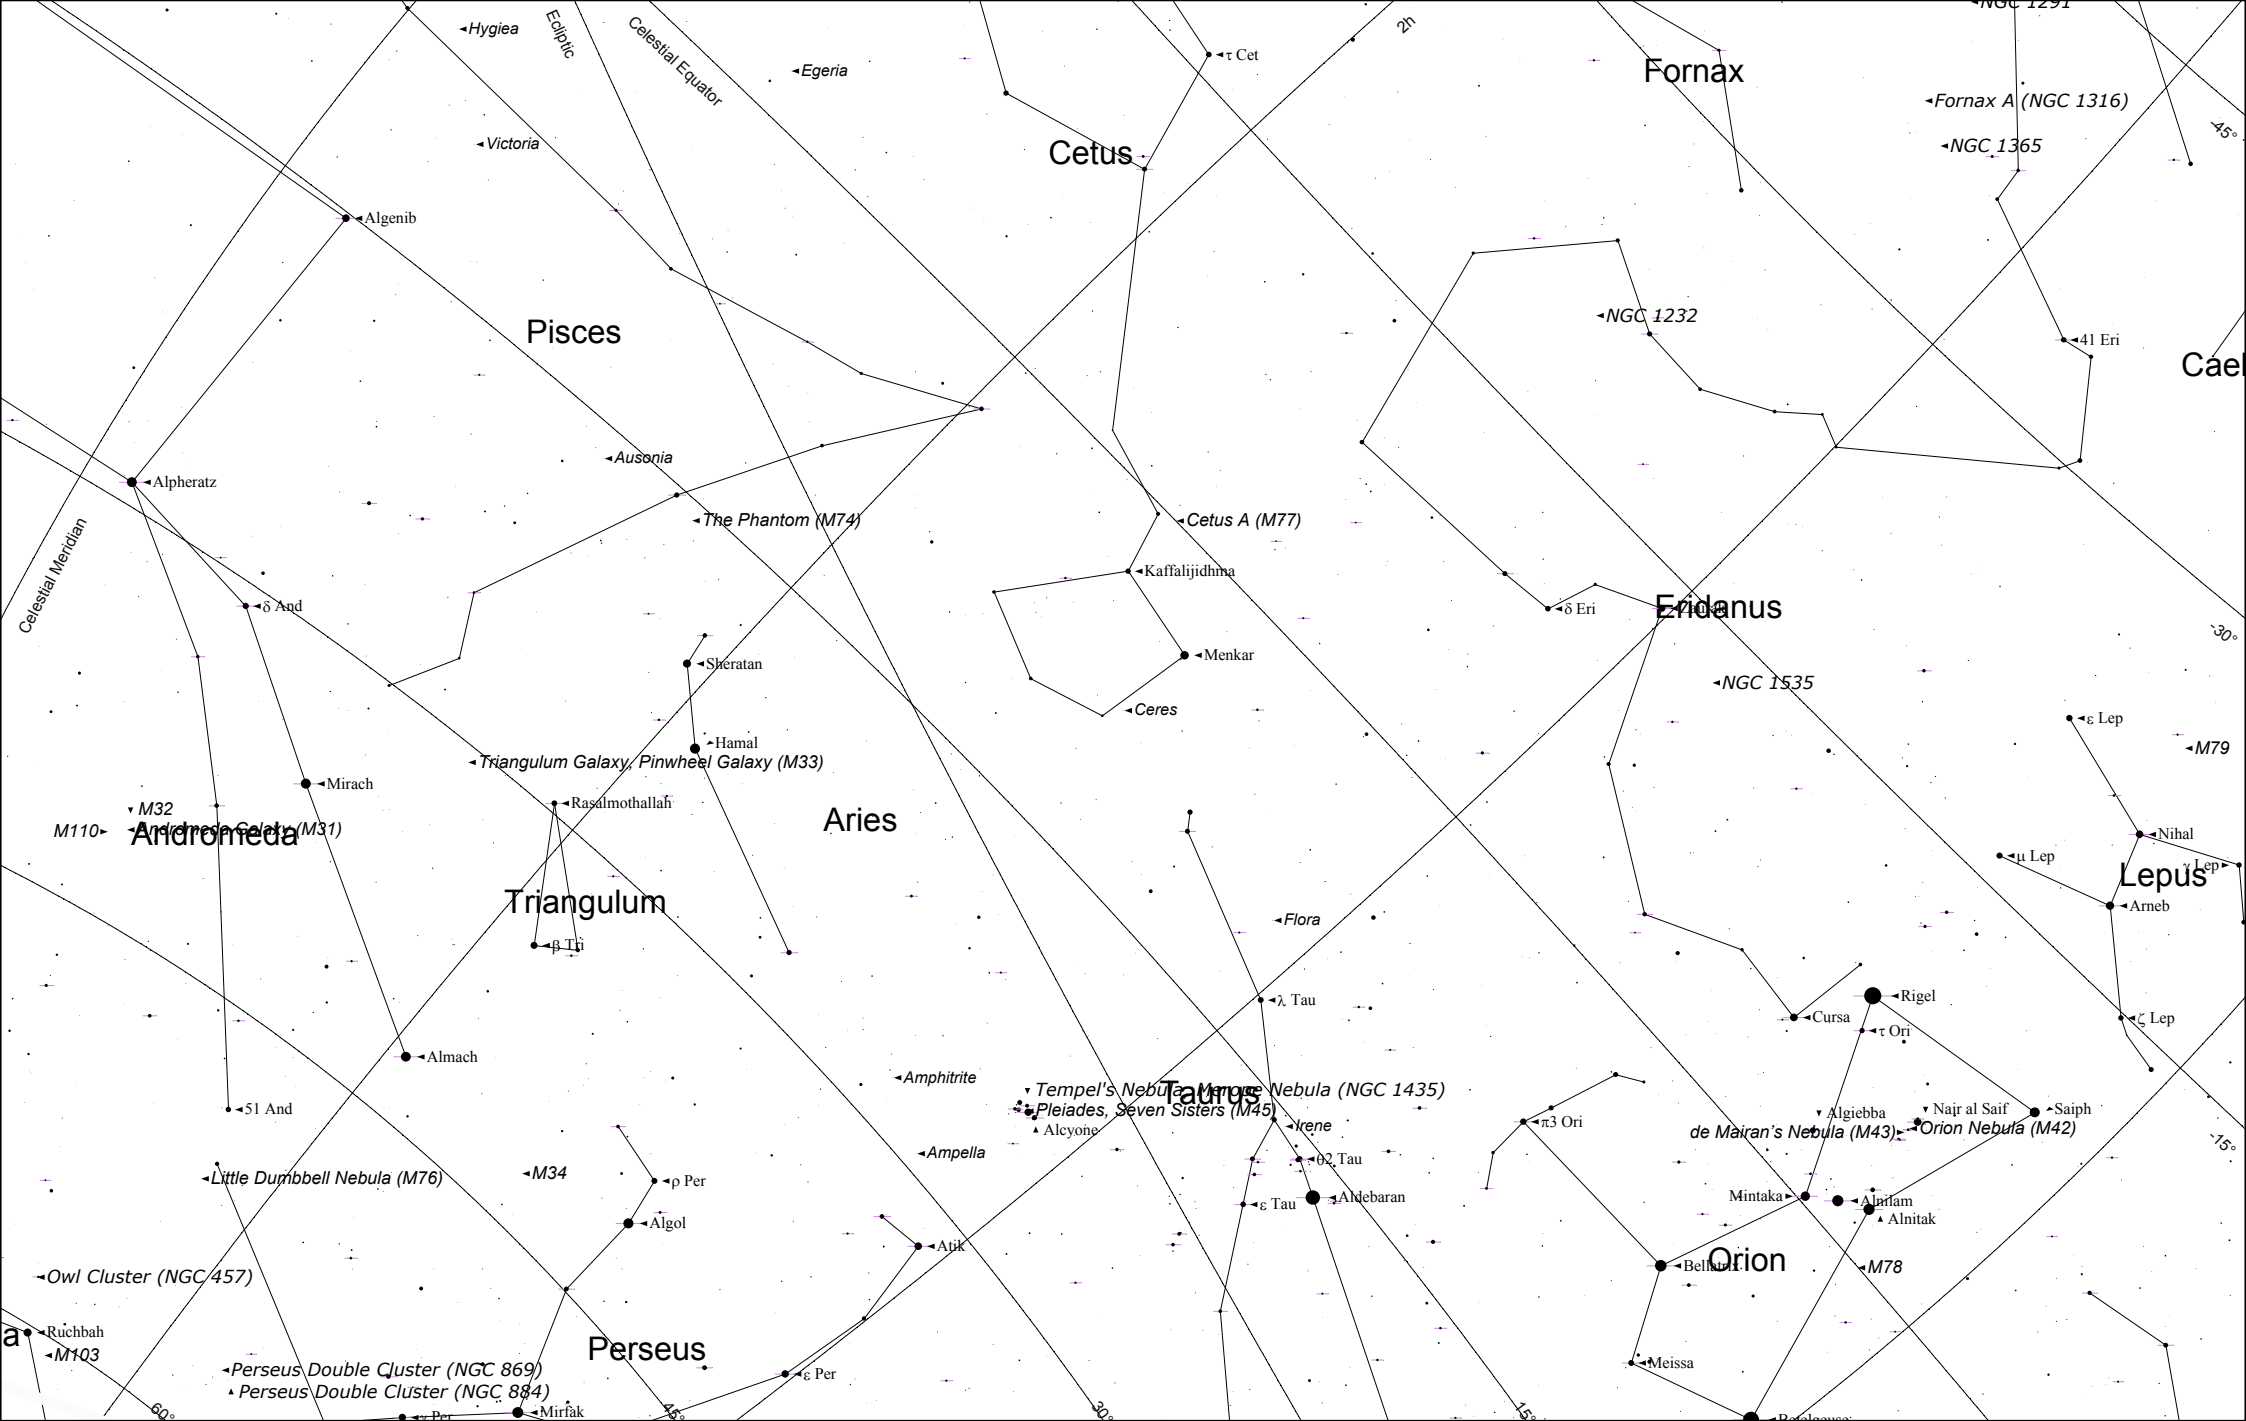 NGC 1291
Hygiea
Ecliptic
Celestial Equator
2h
Egeria
τ Cet
Fornax
Fornax A (NGC 1316)
-45°
Victoria
Cetus
NGC 1365
Algenib
Pisces
NGC 1232
41 Eri
Cael
Ausonia
Alpheratz
The Phantom (M74)
Cetus A (M77)
Celestial Meridian
Kaffalijidhma
δ And
δ Eri
Eridanus
-30°
Sheratan
Menkar
NGC 1535
Ceres
ε Lep
Hamal
M79
Triangulum Galaxy, Pinwheel Galaxy (M33)
Mirach
Rasalmothallah
M32
Aries
M110
Andromeda Galaxy (M31)
Andromeda
Nihal
μ Lep
γ Lep
Lepus
Triangulum
Arneb
Flora
β Tri
Rigel
λ Tau
Cursa
ζ Lep
τ Ori
Almach
Amphitrite
Tempel's Nebula, Merope Nebula (NGC 1435)
Taurus
51 And
Pleiades, Seven Sisters (M45)
Algiebba
Nair al Saif
Saiph
Alcyone
Irene
π3 Ori
de Mairan's Nebula (M43)
Orion Nebula (M42)
-15°
Ampella
θ2 Tau
Little Dumbbell Nebula (M76)
M34
ρ Per
Aldebaran
Mintaka
Alnilam
ε Tau
Algol
Alnitak
Atik
Orion
Bellatrix
M78
Owl Cluster (NGC 457)
a
Ruchbah
M103
Perseus
Meissa
Perseus Double Cluster (NGC 869)
ε Per
Perseus Double Cluster (NGC 884)
60°
γ Per
Mirfak
45°
30°
15°
Betelgeuse